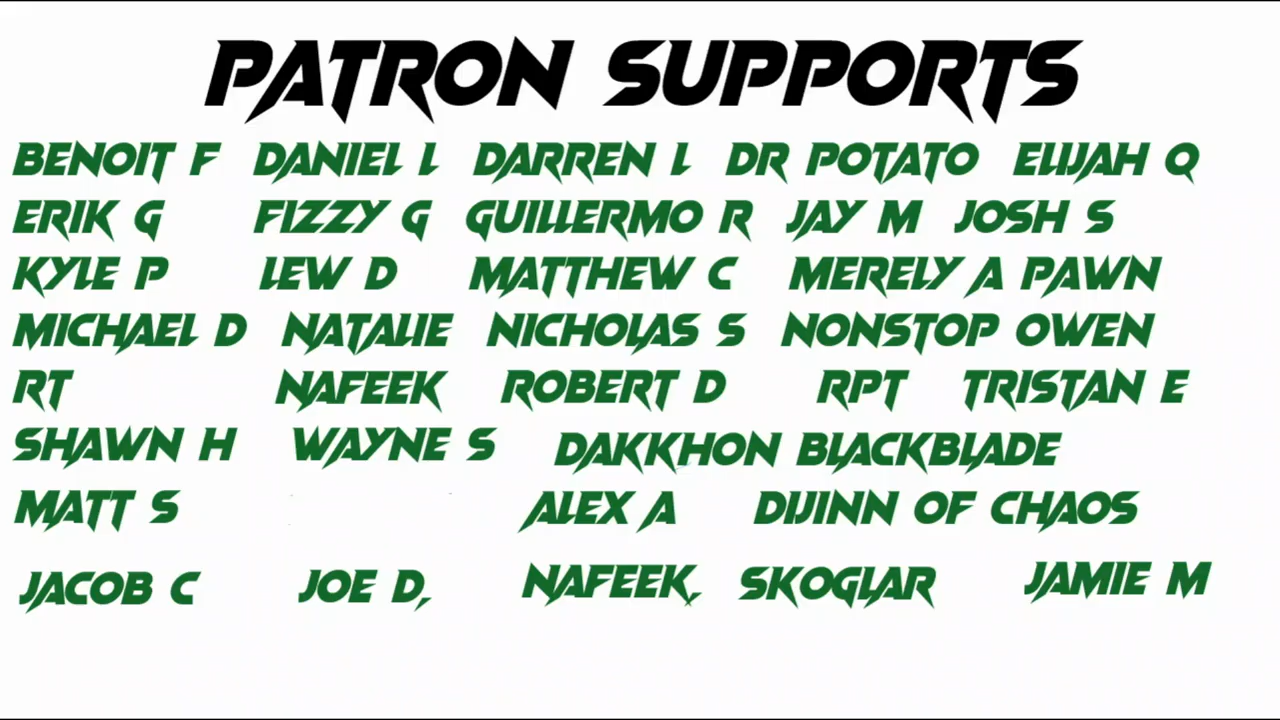 PATRON SUPPORTS
BENOIT F DANIEL L DARREN L DR POTATO ELIJAH Q
ERIK G FIZZY G GUILLERMO R JAY M JOSH S
KYLE P LEW D MATTHEW C MERELY A PAWN
MICHAEL D NATALIE NICHOLAS S NONSTOP OWEN
RT NAFEEK ROBERT D RPT TRISTAN E
SHAWN H WAYNE S DAKKHON BLACKBLADE
MATT S ALEX A DIJINN OF CHAOS
JACOB C JOE D, NAFEEK, SKOGLAR JAMIE M